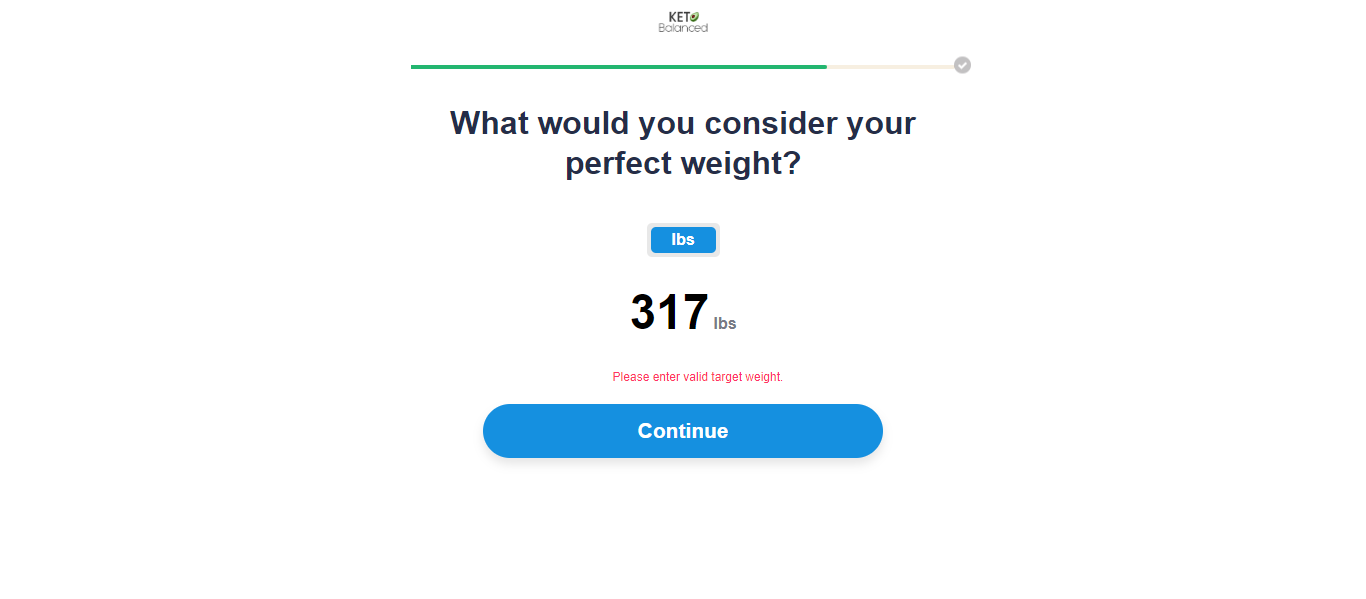 KETO
Balanced
What would you consider your
perfect weight?
lbs
317 lbs
Please enter valid target weight.
Continue